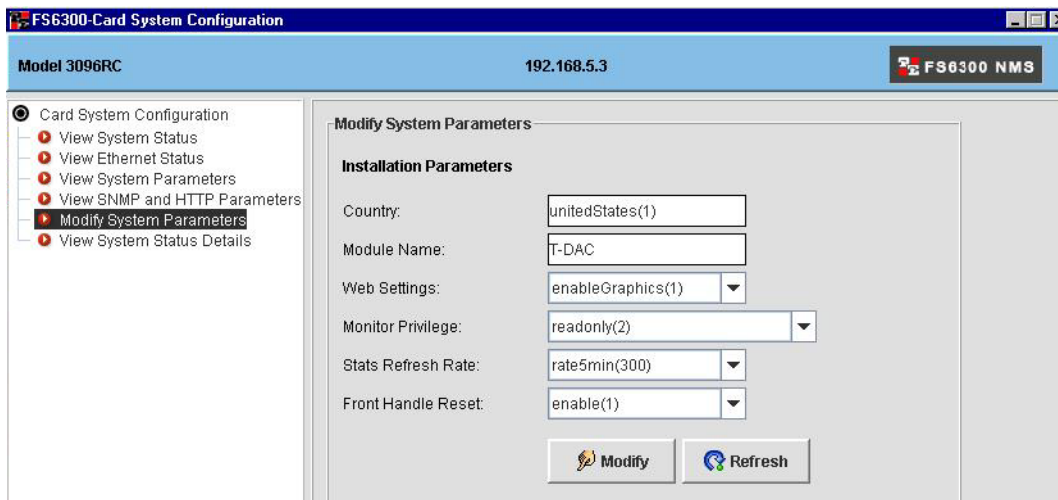 FS6300-Card System Configuration
Model 3096RC 192.168.5.3 FS6300 NMS
Card System Configuration
View System Status
View Ethernet Status
View System Parameters
View SNMP and HTTP Parameters
Modify System Parameters
View System Status Details
Modify System Parameters
Installation Parameters
Country: unitedStates(1)
Module Name: T-DAC
Web Settings: enableGraphics(1)
Monitor Privilege: readonly(2)
Stats Refresh Rate: rate5min(300)
Front Handle Reset: enable(1)
Modify Refresh